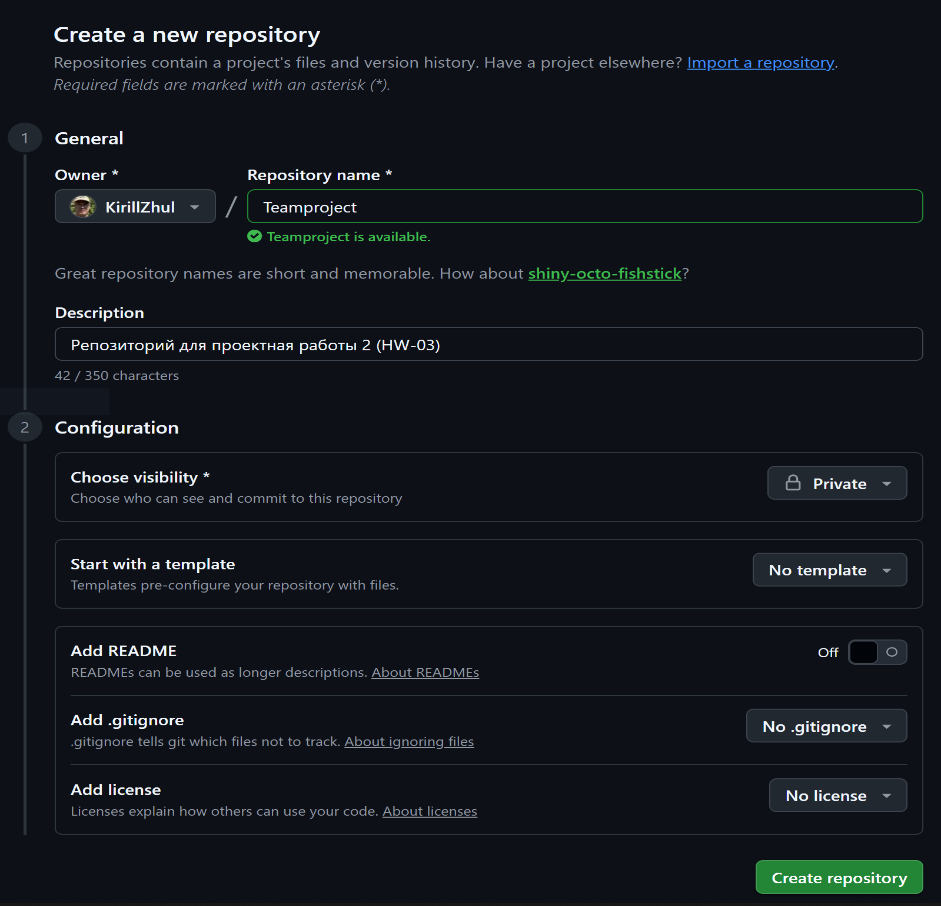 Create a new repository
Repositories contain a project's files and version history. Have a project elsewhere? Import a repository.
Required fields are marked with an asterisk (*).
1
General
Owner *
Repository name *
KirillZhul
/
Teamproject
Teamproject is available.
Great repository names are short and memorable. How about shiny-octo-fishstick?
Description
Репозиторий для проектная работы 2 (HW-03)
42 / 350 characters
2
Configuration
Choose visibility *
Choose who can see and commit to this repository
Private
Start with a template
Templates pre-configure your repository with files.
No template
Add README
READMEs can be used as longer descriptions. About READMEs
Off
Add .gitignore
.gitignore tells git which files not to track. About ignoring files
No .gitignore
Add license
Licenses explain how others can use your code. About licenses
No license
Create repository